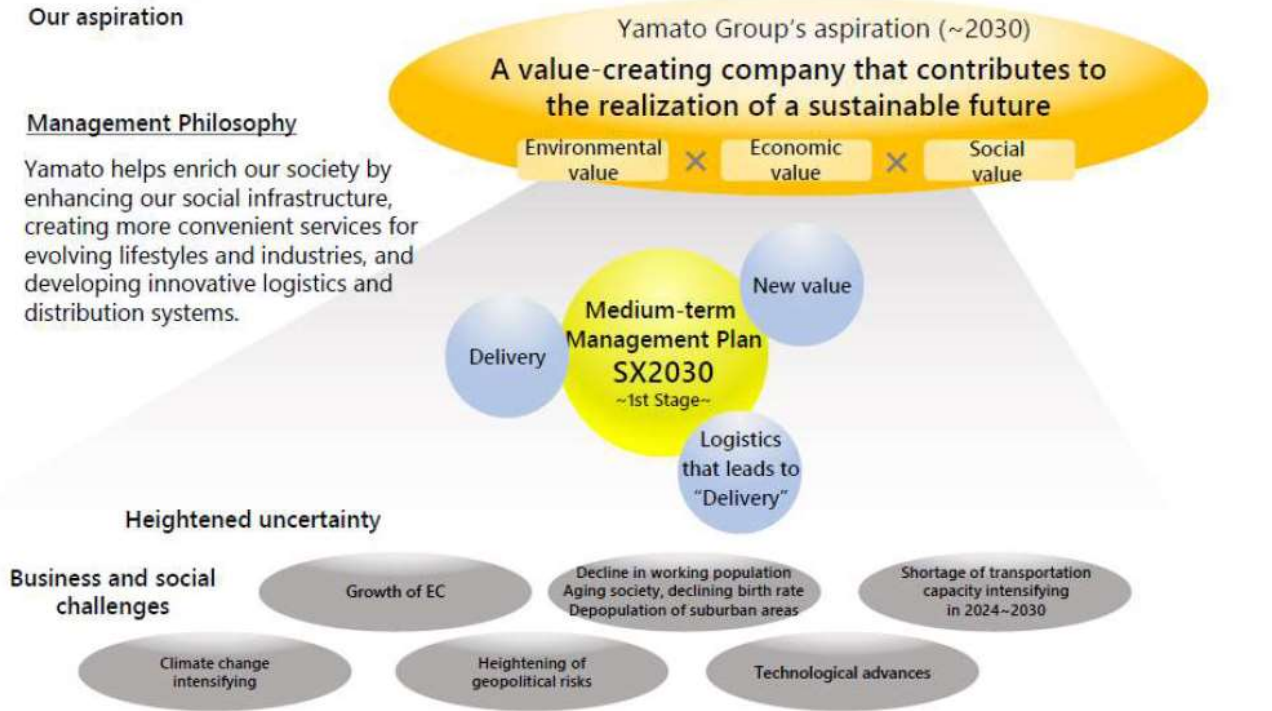 Our aspiration
Yamato Group's aspiration (~2030)
A value-creating company that contributes to
the realization of a sustainable future
Environmental
value
×
Economic
value
×
Social
value
Management Philosophy
Yamato helps enrich our society by
enhancing our social infrastructure,
creating more convenient services for
evolving lifestyles and industries, and
developing innovative logistics and
distribution systems.
New value
Medium-term
Management Plan
SX2030
~1st Stage~
Delivery
Logistics
that leads to
“Delivery”
Heightened uncertainty
Business and social
challenges
Growth of EC
Decline in working population
Aging society, declining birth rate
Depopulation of suburban areas
Shortage of transportation
capacity intensifying
in 2024~2030
Climate change
intensifying
Heightening of
geopolitical risks
Technological advances